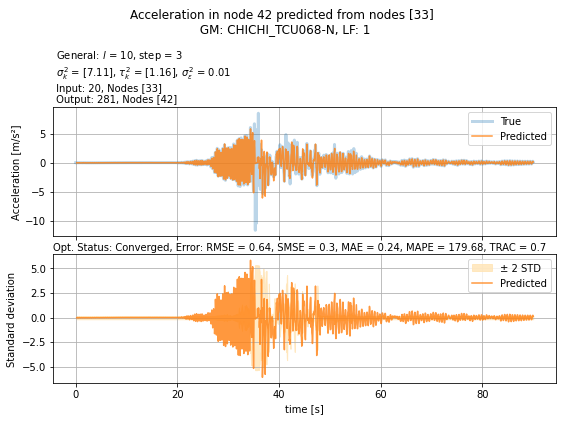 Acceleration in node 42 predicted from nodes [33]
GM: CHICHI_TCU068-N, LF: 1
General: l = 10, step = 3
σ²ₖ = [7.11], τ²ₖ = [1.16], σ²ε = 0.01
Input: 20, Nodes [33]
Output: 281, Nodes [42]
Acceleration [m/s²]
5
0
−5
−10
True
Predicted
Opt. Status: Converged, Error: RMSE = 0.64, SMSE = 0.3, MAE = 0.24, MAPE = 179.68, TRAC = 0.7
Standard deviation
5.0
2.5
0.0
−2.5
−5.0
± 2 STD
Predicted
0 20 40 60 80
time [s]